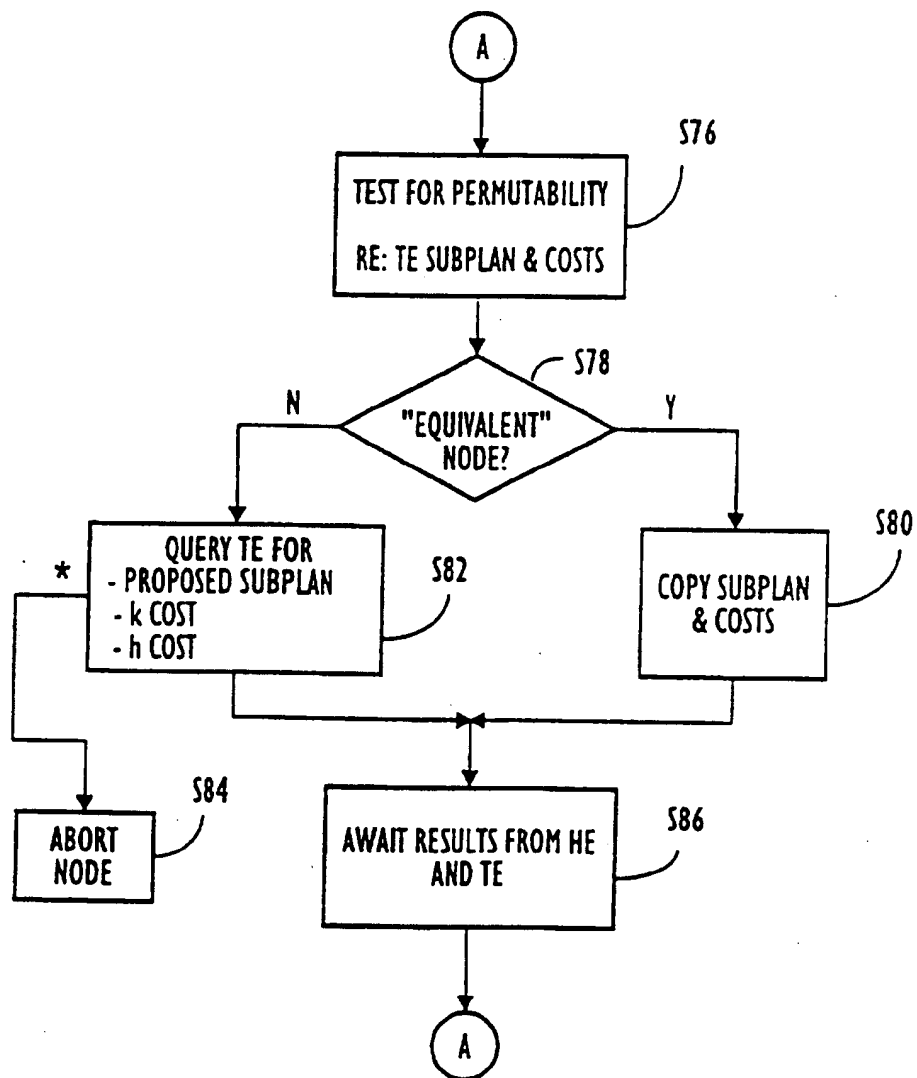 A
S76
TEST FOR PERMUTABILITY
RE: TE SUBPLAN & COSTS
S78
N
Y
"EQUIVALENT"
NODE?
S80
COPY SUBPLAN
& COSTS
*
QUERY TE FOR
- PROPOSED SUBPLAN
- k COST
- h COST
S82
S84
ABORT
NODE
S86
AWAIT RESULTS FROM HE
AND TE
A